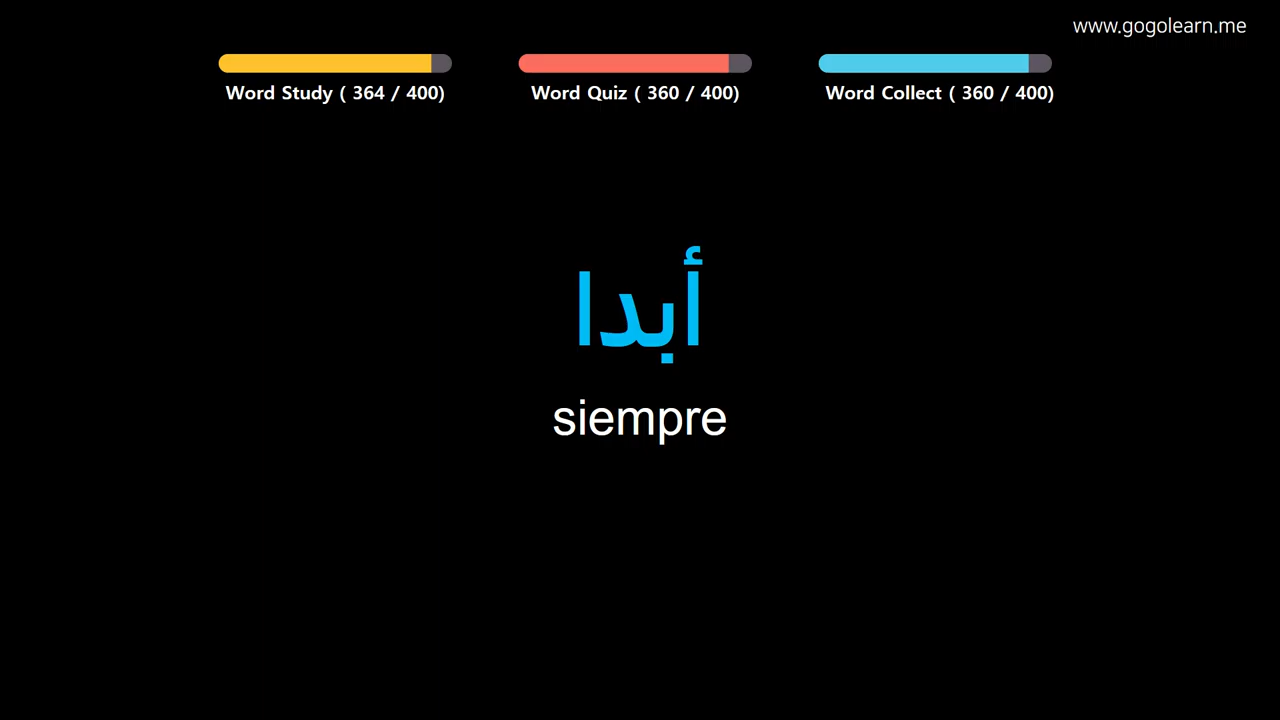 www.gogolearn.me
Word Study ( 364 / 400)
Word Quiz ( 360 / 400)
Word Collect ( 360 / 400)
أبدا
siempre